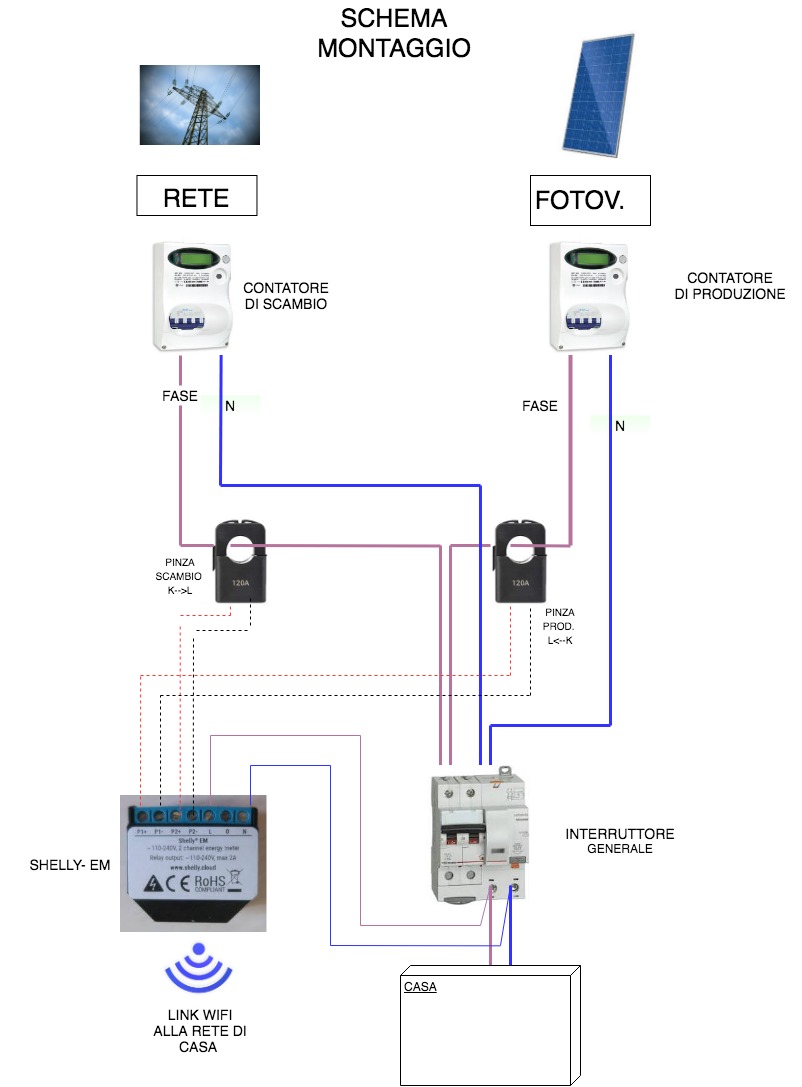 SCHEMA
MONTAGGIO
RETE
FOTOV.
CONTATORE
DI SCAMBIO
CONTATORE
DI PRODUZIONE
FASE
N
FASE
N
PINZA
SCAMBIO
K-->L
120A
120A
PINZA
PROD.
L<--K
SHELLY- EM
P1+ P1- P2+ P2- L O N
Shelly® EM
~110-240V, 2 channel energy meter
Relay output: ~110-240V, max 2A
www.shelly.cloud
CE RoHS
COMPLIANT
INTERRUTTORE
GENERALE
LINK WIFI
ALLA RETE DI
CASA
CASA